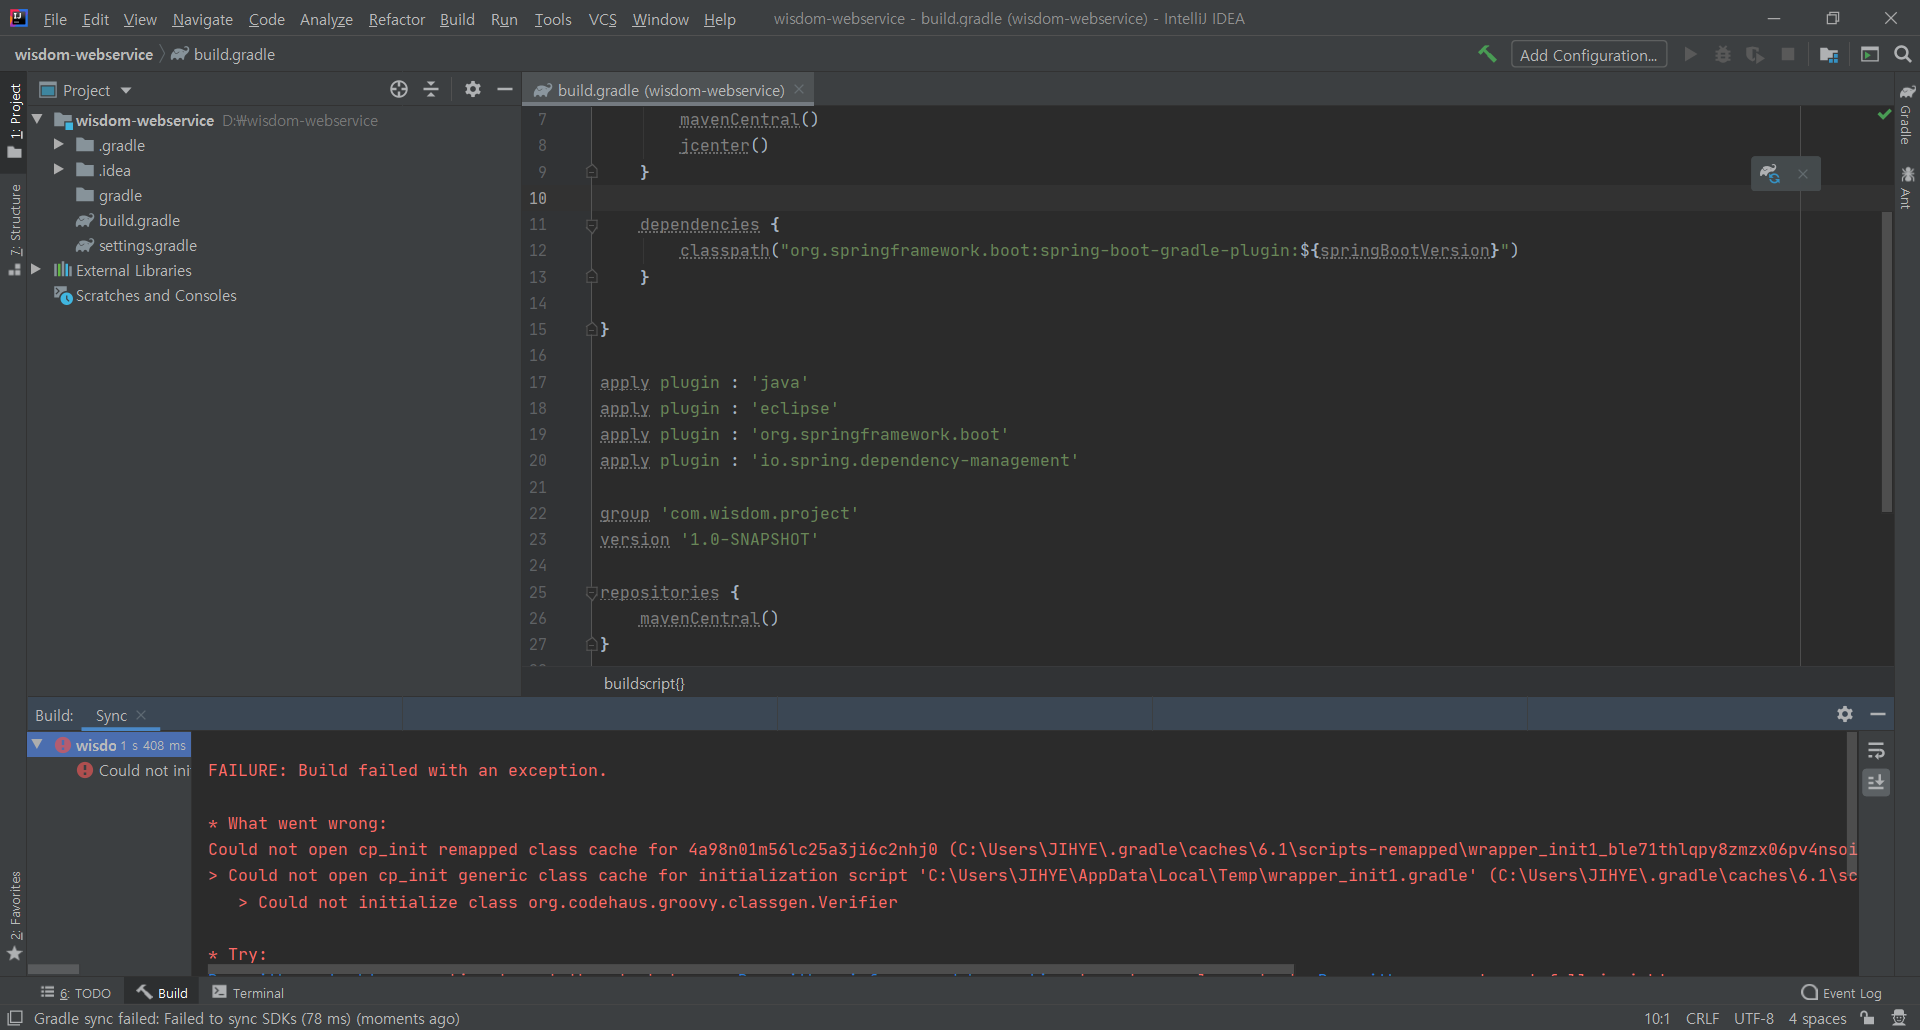 File Edit View Navigate Code Analyze Refactor Build Run Tools VCS Window Help wisdom-webservice - build.gradle (wisdom-webservice) - IntelliJ IDEA
wisdom-webservice build.gradle Add Configuration...
1: Project
7: Structure
2: Favorites
Project
wisdom-webservice D:₩wisdom-webservice
.gradle
.idea
gradle
build.gradle
settings.gradle
External Libraries
Scratches and Consoles
build.gradle (wisdom-webservice)
7 mavenCentral()
8 jcenter()
9 }
10
11 dependencies {
12 classpath("org.springframework.boot:spring-boot-gradle-plugin:${springBootVersion}")
13 }
14
15 }
16
17 apply plugin : 'java'
18 apply plugin : 'eclipse'
19 apply plugin : 'org.springframework.boot'
20 apply plugin : 'io.spring.dependency-management'
21
22 group 'com.wisdom.project'
23 version '1.0-SNAPSHOT'
24
25 repositories {
26 mavenCentral()
27 }
buildscript{}
Gradle
Ant
Build: Sync
wisdo 1 s 408 ms
Could not ini
FAILURE: Build failed with an exception.
* What went wrong:
Could not open cp_init remapped class cache for 4a98n01m56lc25a3ji6c2nhj0 (C:\Users\JIHYE\.gradle\caches\6.1\scripts-remapped\wrapper_init1_ble71thlqpy8zmzx06pv4nsoi
> Could not open cp_init generic class cache for initialization script 'C:\Users\JIHYE\AppData\Local\Temp\wrapper_init1.gradle' (C:\Users\JIHYE\.gradle\caches\6.1\sc
> Could not initialize class org.codehaus.groovy.classgen.Verifier
* Try:
6: TODO Build Terminal Event Log
Gradle sync failed: Failed to sync SDKs (78 ms) (moments ago) 10:1 CRLF UTF-8 4 spaces